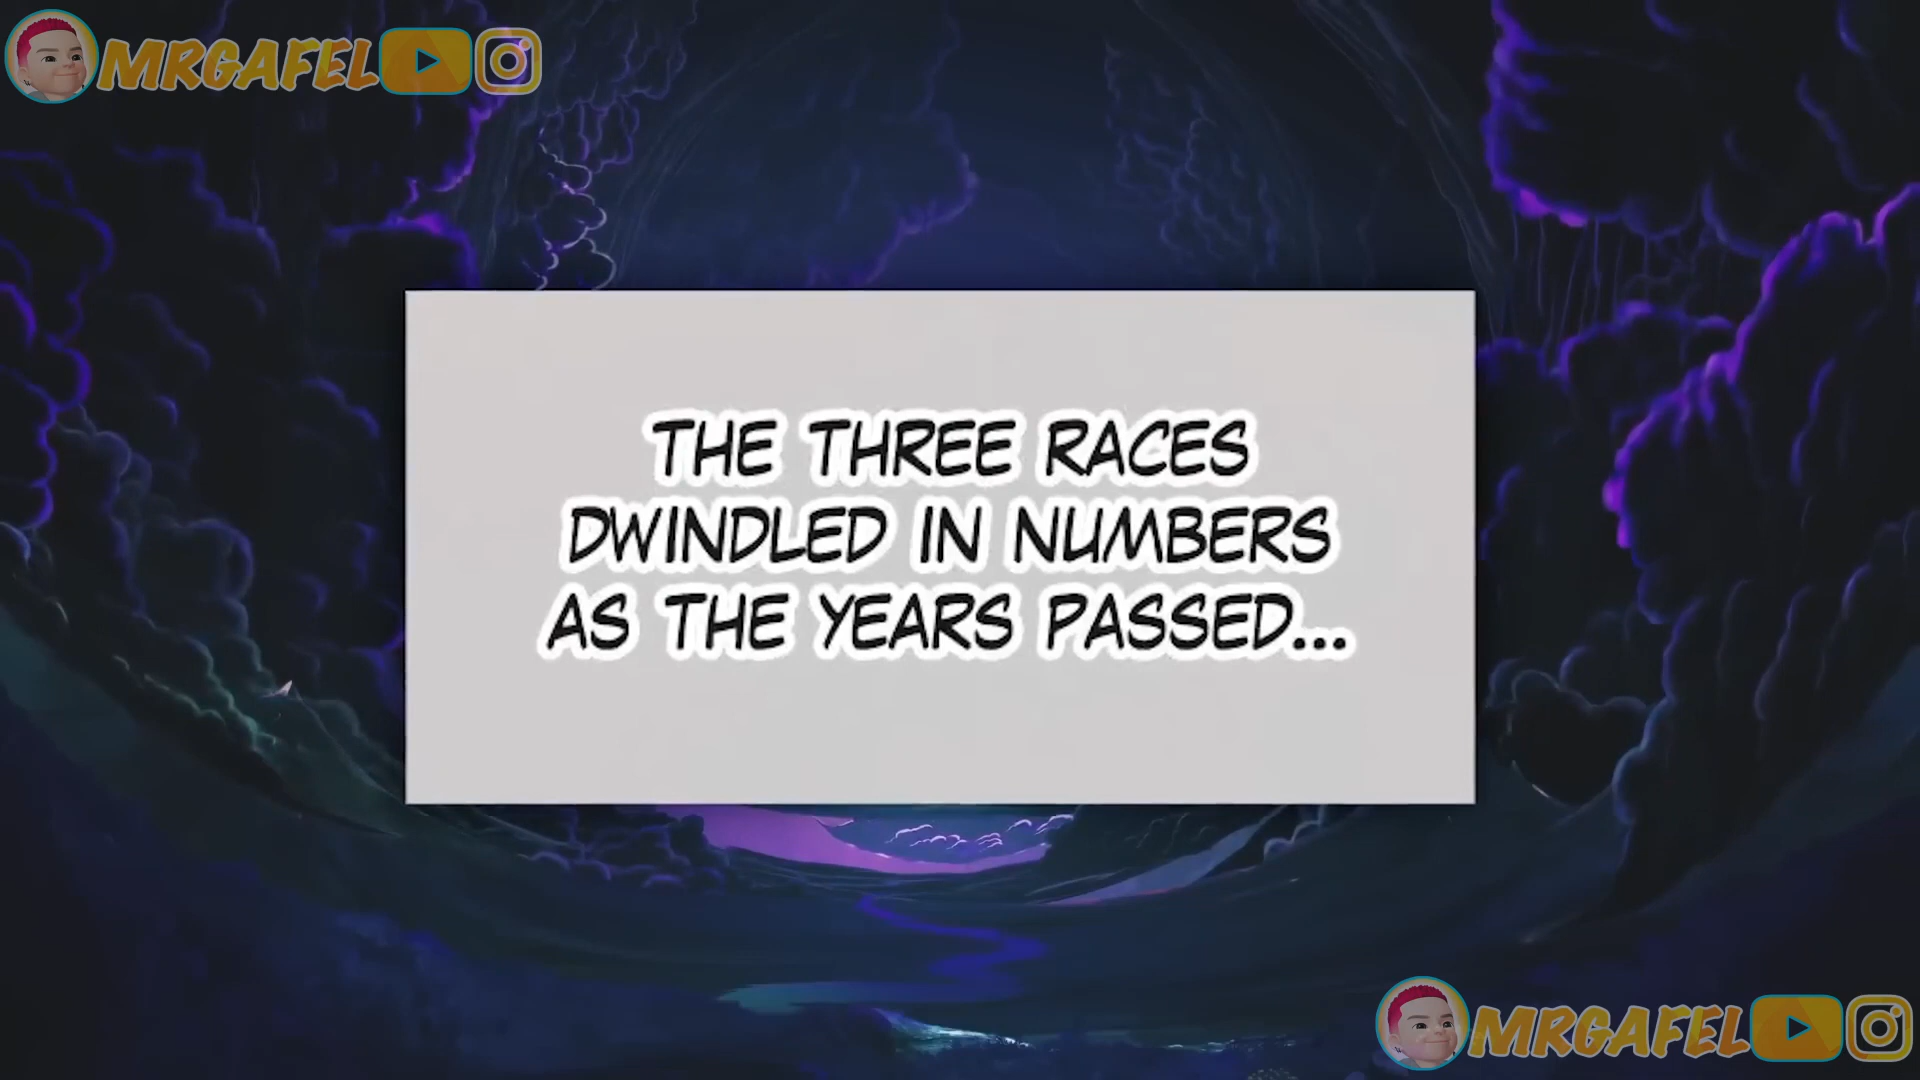 MRGAFEL
THE THREE RACES
DWINDLED IN NUMBERS
AS THE YEARS PASSED...
MRGAFEL